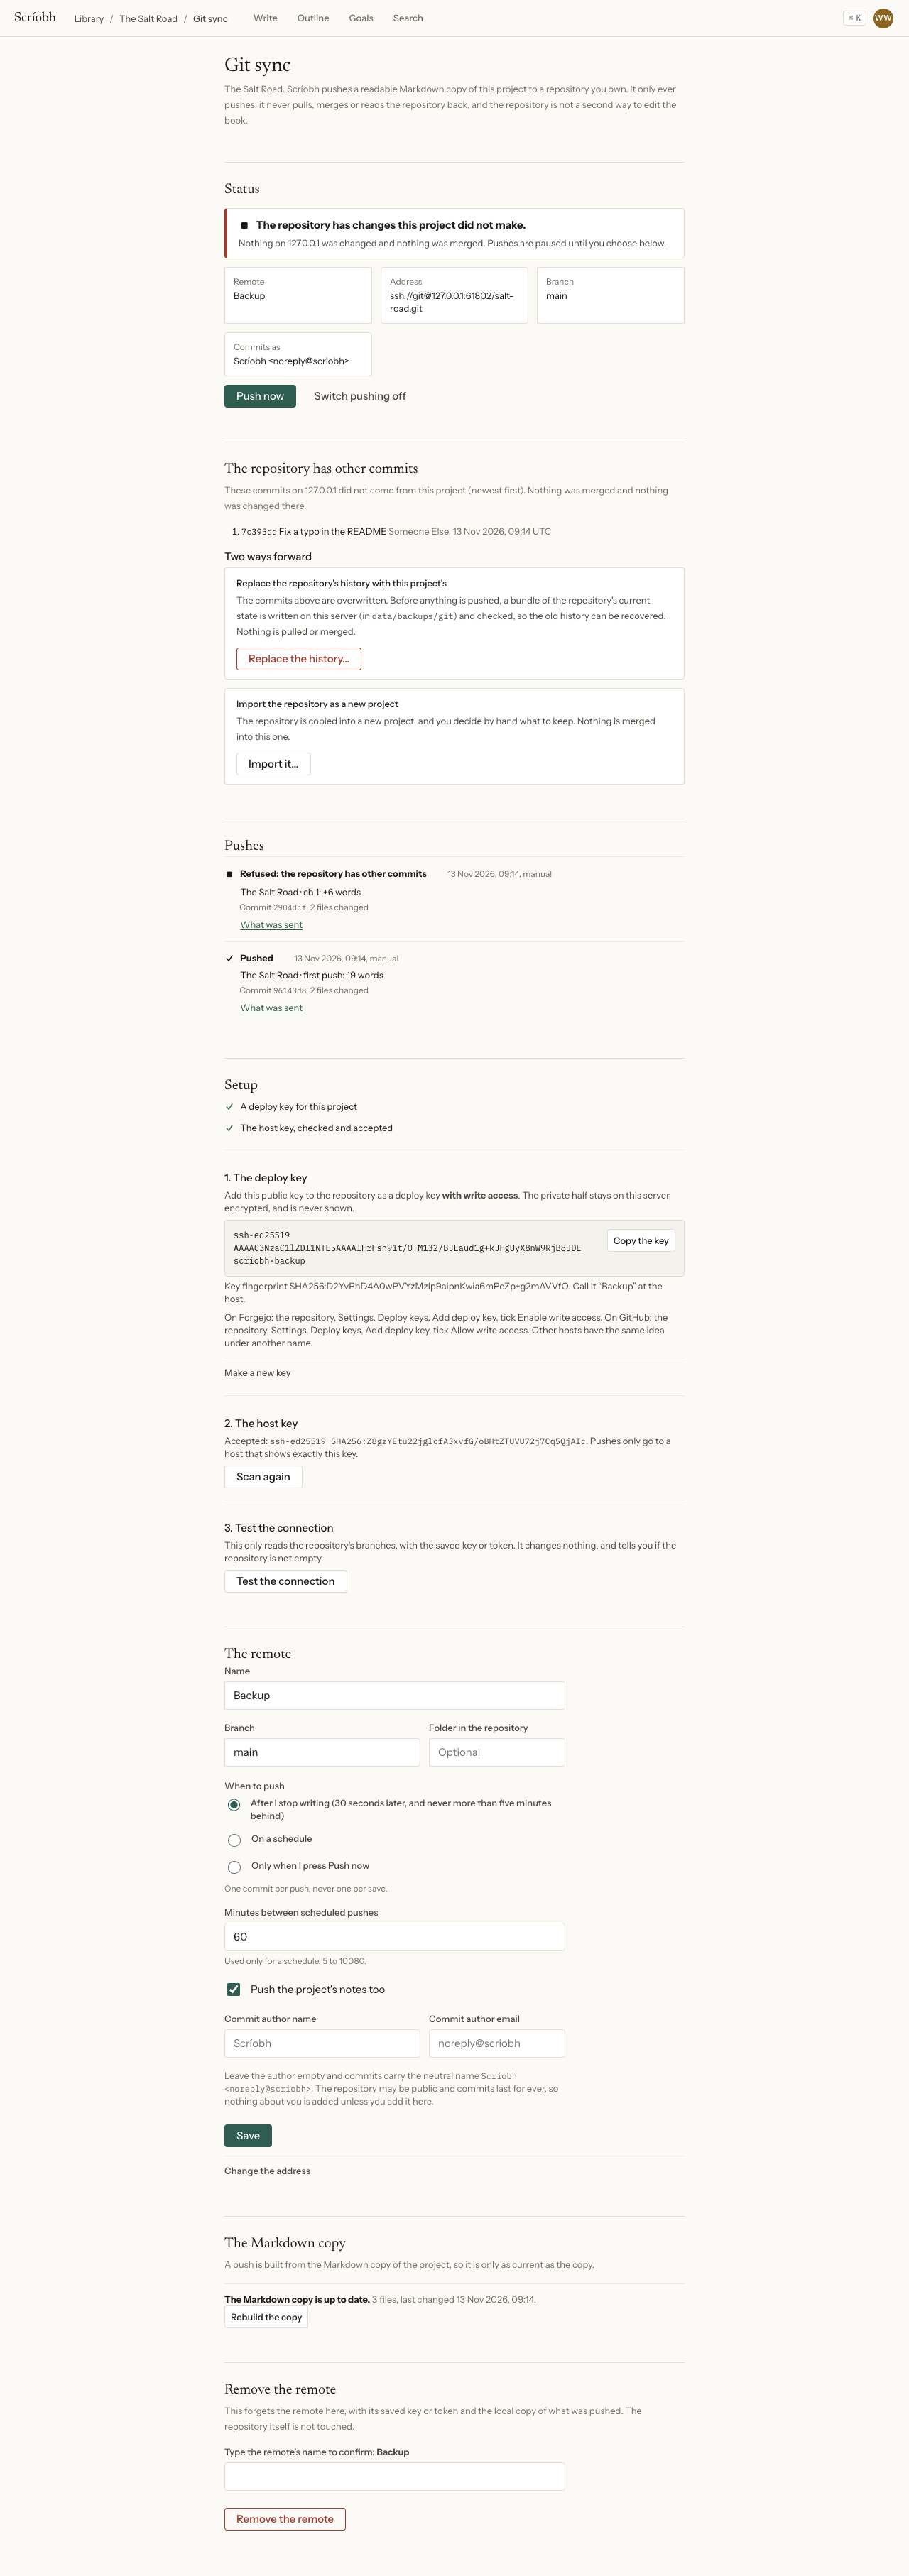 Scríobh
Library / The Salt Road / Git sync
Write
Outline
Goals
Search
⌘ K
WW
Git sync
The Salt Road. Scríobh pushes a readable Markdown copy of this project to a repository you own. It only ever
pushes: it never pulls, merges or reads the repository back, and the repository is not a second way to edit the
book.
Status
The repository has changes this project did not make.
Nothing on 127.0.0.1 was changed and nothing was merged. Pushes are paused until you choose below.
Remote
Backup
Address
ssh://git@127.0.0.1:61802/salt-
road.git
Branch
main
Commits as
Scríobh <noreply@scriobh>
Push now
Switch pushing off
The repository has other commits
These commits on 127.0.0.1 did not come from this project (newest first). Nothing was merged and nothing
was changed there.
1. 7c395dd Fix a typo in the README Someone Else, 13 Nov 2026, 09:14 UTC
Two ways forward
Replace the repository's history with this project's
The commits above are overwritten. Before anything is pushed, a bundle of the repository's current
state is written on this server (in data/backups/git) and checked, so the old history can be recovered.
Nothing is pulled or merged.
Replace the history...
Import the repository as a new project
The repository is copied into a new project, and you decide by hand what to keep. Nothing is merged
into this one.
Import it...
Pushes
Refused: the repository has other commits 13 Nov 2026, 09:14, manual
The Salt Road · ch 1: +6 words
Commit 2904dcf, 2 files changed
What was sent
Pushed 13 Nov 2026, 09:14, manual
The Salt Road · first push: 19 words
Commit 96143d8, 2 files changed
What was sent
Setup
A deploy key for this project
The host key, checked and accepted
1. The deploy key
Add this public key to the repository as a deploy key with write access. The private half stays on this server,
encrypted, and is never shown.
ssh-ed25519
AAAAC3NzaC1lZDI1NTE5AAAAIFrFsh91t/QTM132/BJLaud1g+kJFgUyX8nW9RjB8JDE
scriobh-backup
Copy the key
Key fingerprint SHA256:D2YvPhD4A0wPVYzMzIp9aipnKwia6mPeZp+g2mAVVfQ. Call it “Backup” at the
host.
On Forgejo: the repository, Settings, Deploy keys, Add deploy key, tick Enable write access. On GitHub: the
repository, Settings, Deploy keys, Add deploy key, tick Allow write access. Other hosts have the same idea
under another name.
Make a new key
2. The host key
Accepted: ssh-ed25519 SHA256:Z8gzYEtu22jglcfA3xvfG/oBHtZTUVU72j7Cq5QjAIc. Pushes only go to a
host that shows exactly this key.
Scan again
3. Test the connection
This only reads the repository's branches, with the saved key or token. It changes nothing, and tells you if the
repository is not empty.
Test the connection
The remote
Name
Backup
Branch
main
Folder in the repository
Optional
When to push
After I stop writing (30 seconds later, and never more than five minutes
behind)
On a schedule
Only when I press Push now
One commit per push, never one per save.
Minutes between scheduled pushes
60
Used only for a schedule. 5 to 10080.
Push the project's notes too
Commit author name
Scríobh
Commit author email
noreply@scriobh
Leave the author empty and commits carry the neutral name Scríobh
<noreply@scriobh>. The repository may be public and commits last for ever, so
nothing about you is added unless you add it here.
Save
Change the address
The Markdown copy
A push is built from the Markdown copy of the project, so it is only as current as the copy.
The Markdown copy is up to date. 3 files, last changed 13 Nov 2026, 09:14.
Rebuild the copy
Remove the remote
This forgets the remote here, with its saved key or token and the local copy of what was pushed. The
repository itself is not touched.
Type the remote's name to confirm: Backup
Remove the remote